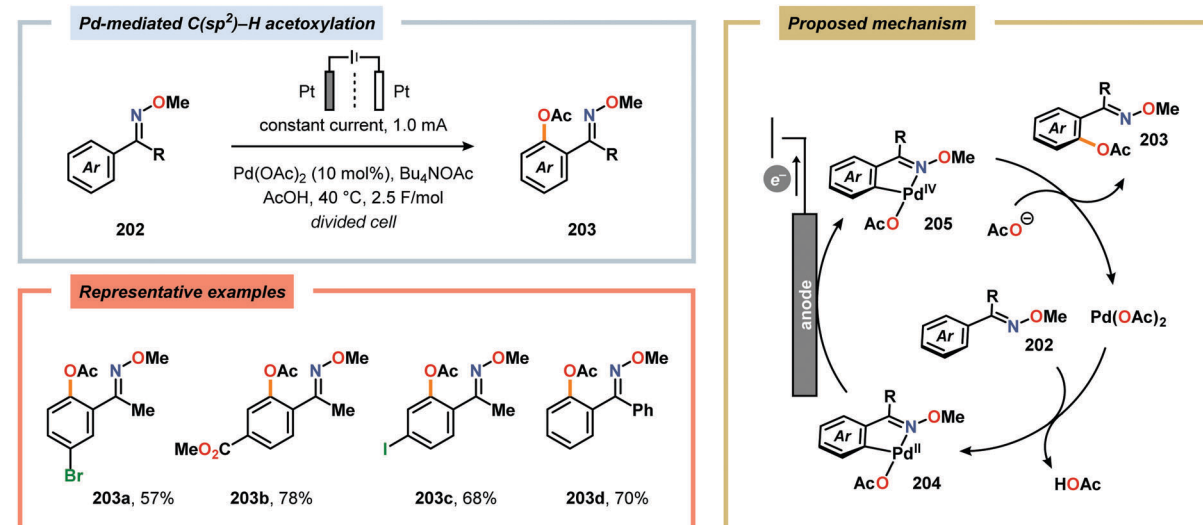 Pd-mediated C(sp²)–H acetoxylation
Pt
Pt
constant current, 1.0 mA
Pd(OAc)₂ (10 mol%), Bu₄NOAc
AcOH, 40 °C, 2.5 F/mol
divided cell
N
OMe
Ar
R
202
OAc
N
OMe
Ar
R
203
Representative examples
OAc
N
OMe
Me
Br
203a, 57%
OAc
N
OMe
Me
MeO₂C
203b, 78%
OAc
N
OMe
Me
I
203c, 68%
OAc
N
OMe
Ph
203d, 70%
Proposed mechanism
e⁻
anode
R
N
OMe
Ar
Pd^IV
AcO
205
R
N
OMe
Ar
OAc
203
AcO⊖
Pd(OAc)₂
R
N
OMe
Ar
202
HOAc
R
N
OMe
Ar
Pd^II
AcO
204